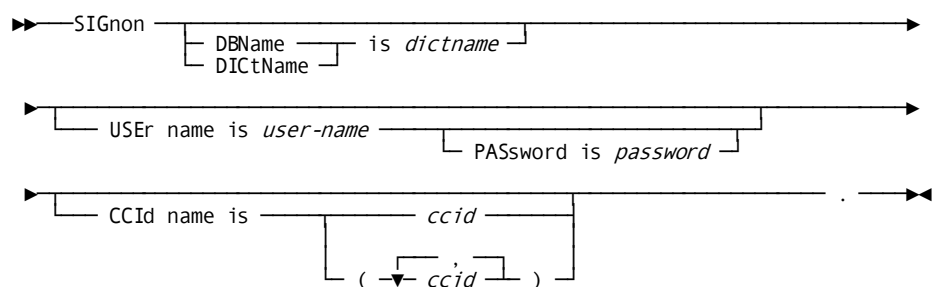 SIGnon
DBName is dictname
DICtName
USEr name is user-name
PASsword is password
CCId name is ccid .
,
( ccid )